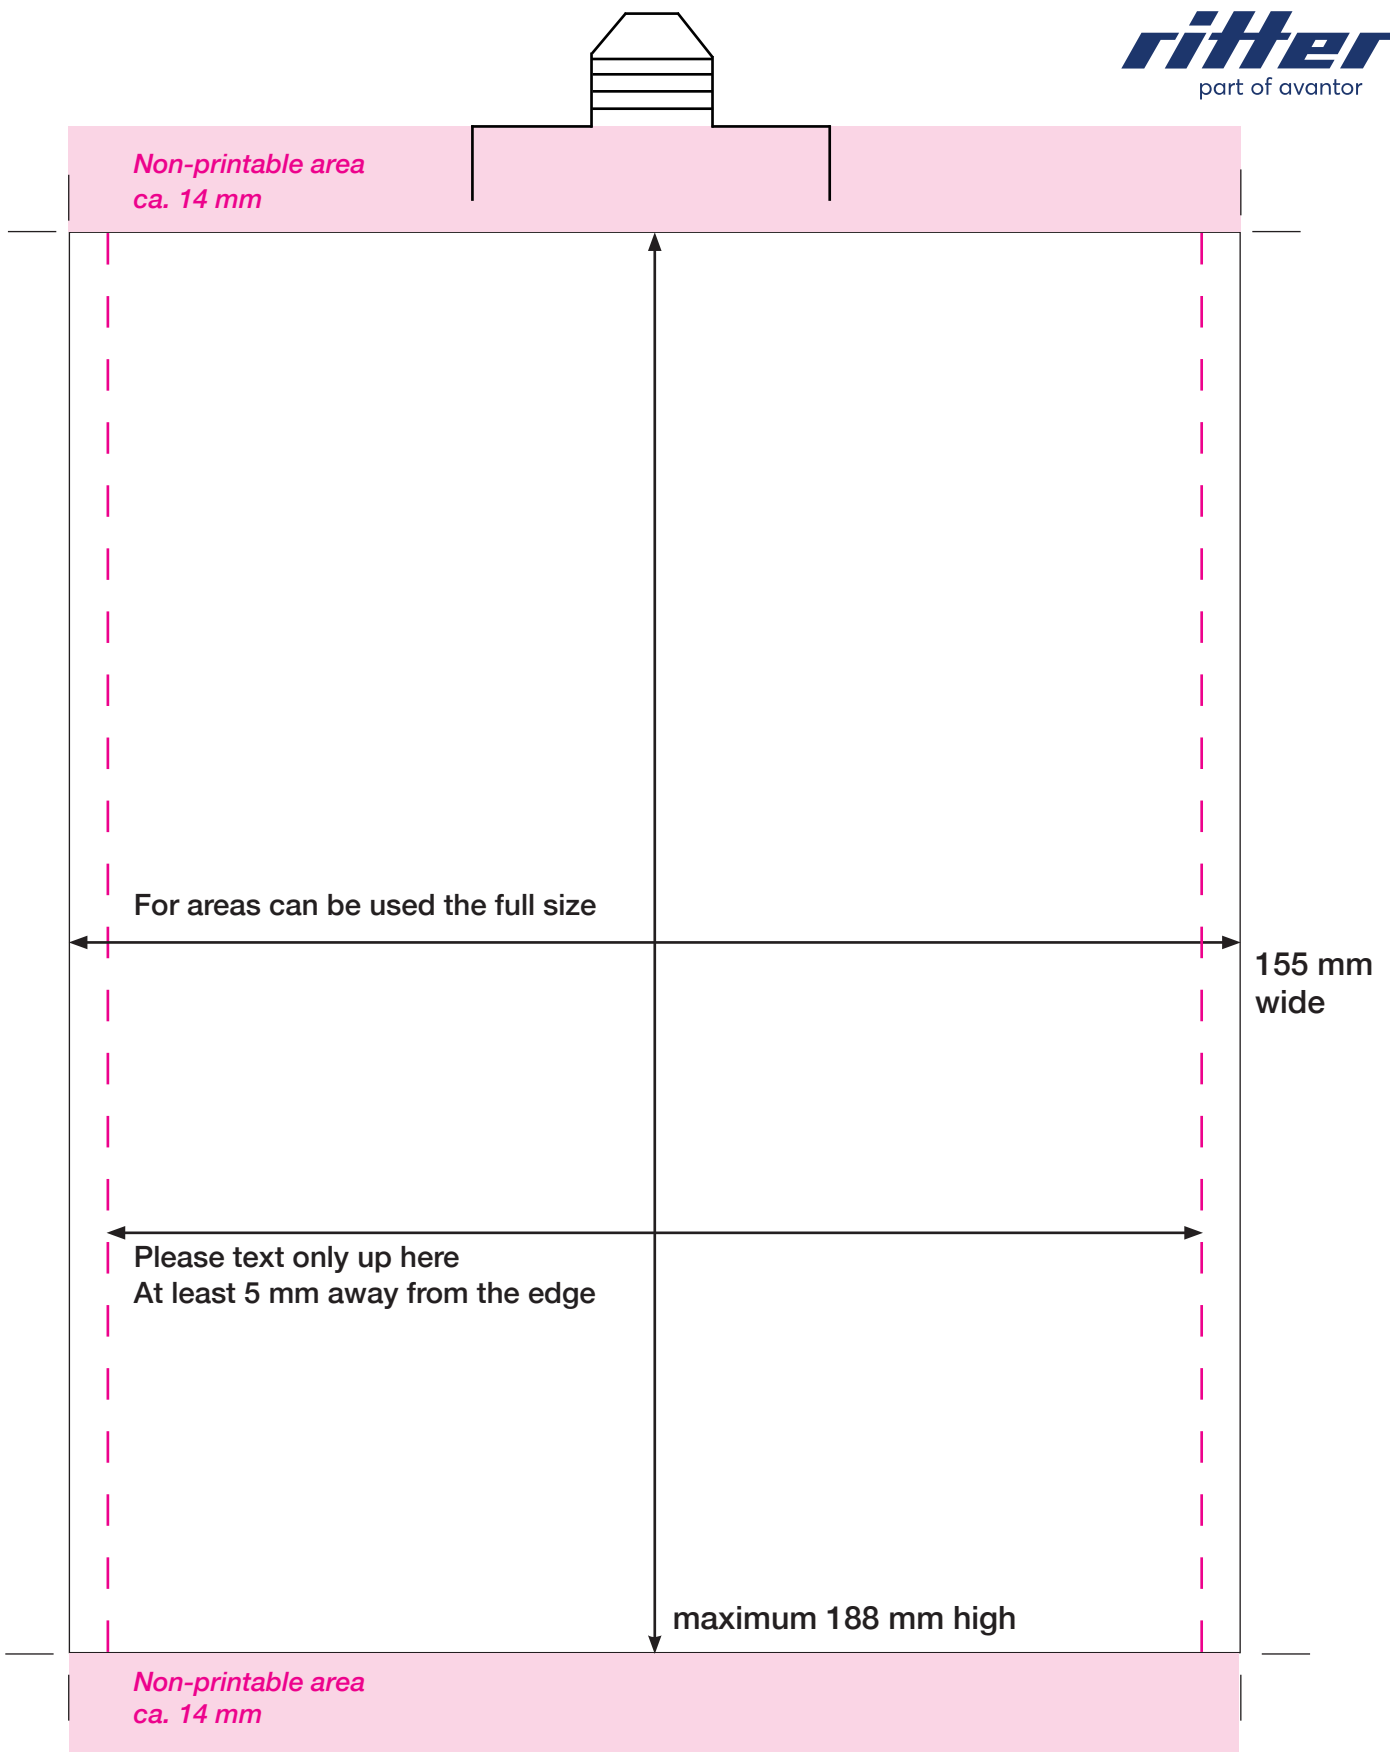 ritter
part of avantor
Non-printable area
ca. 14 mm
For areas can be used the full size
155 mm
wide
Please text only up here
At least 5 mm away from the edge
maximum 188 mm high
Non-printable area
ca. 14 mm